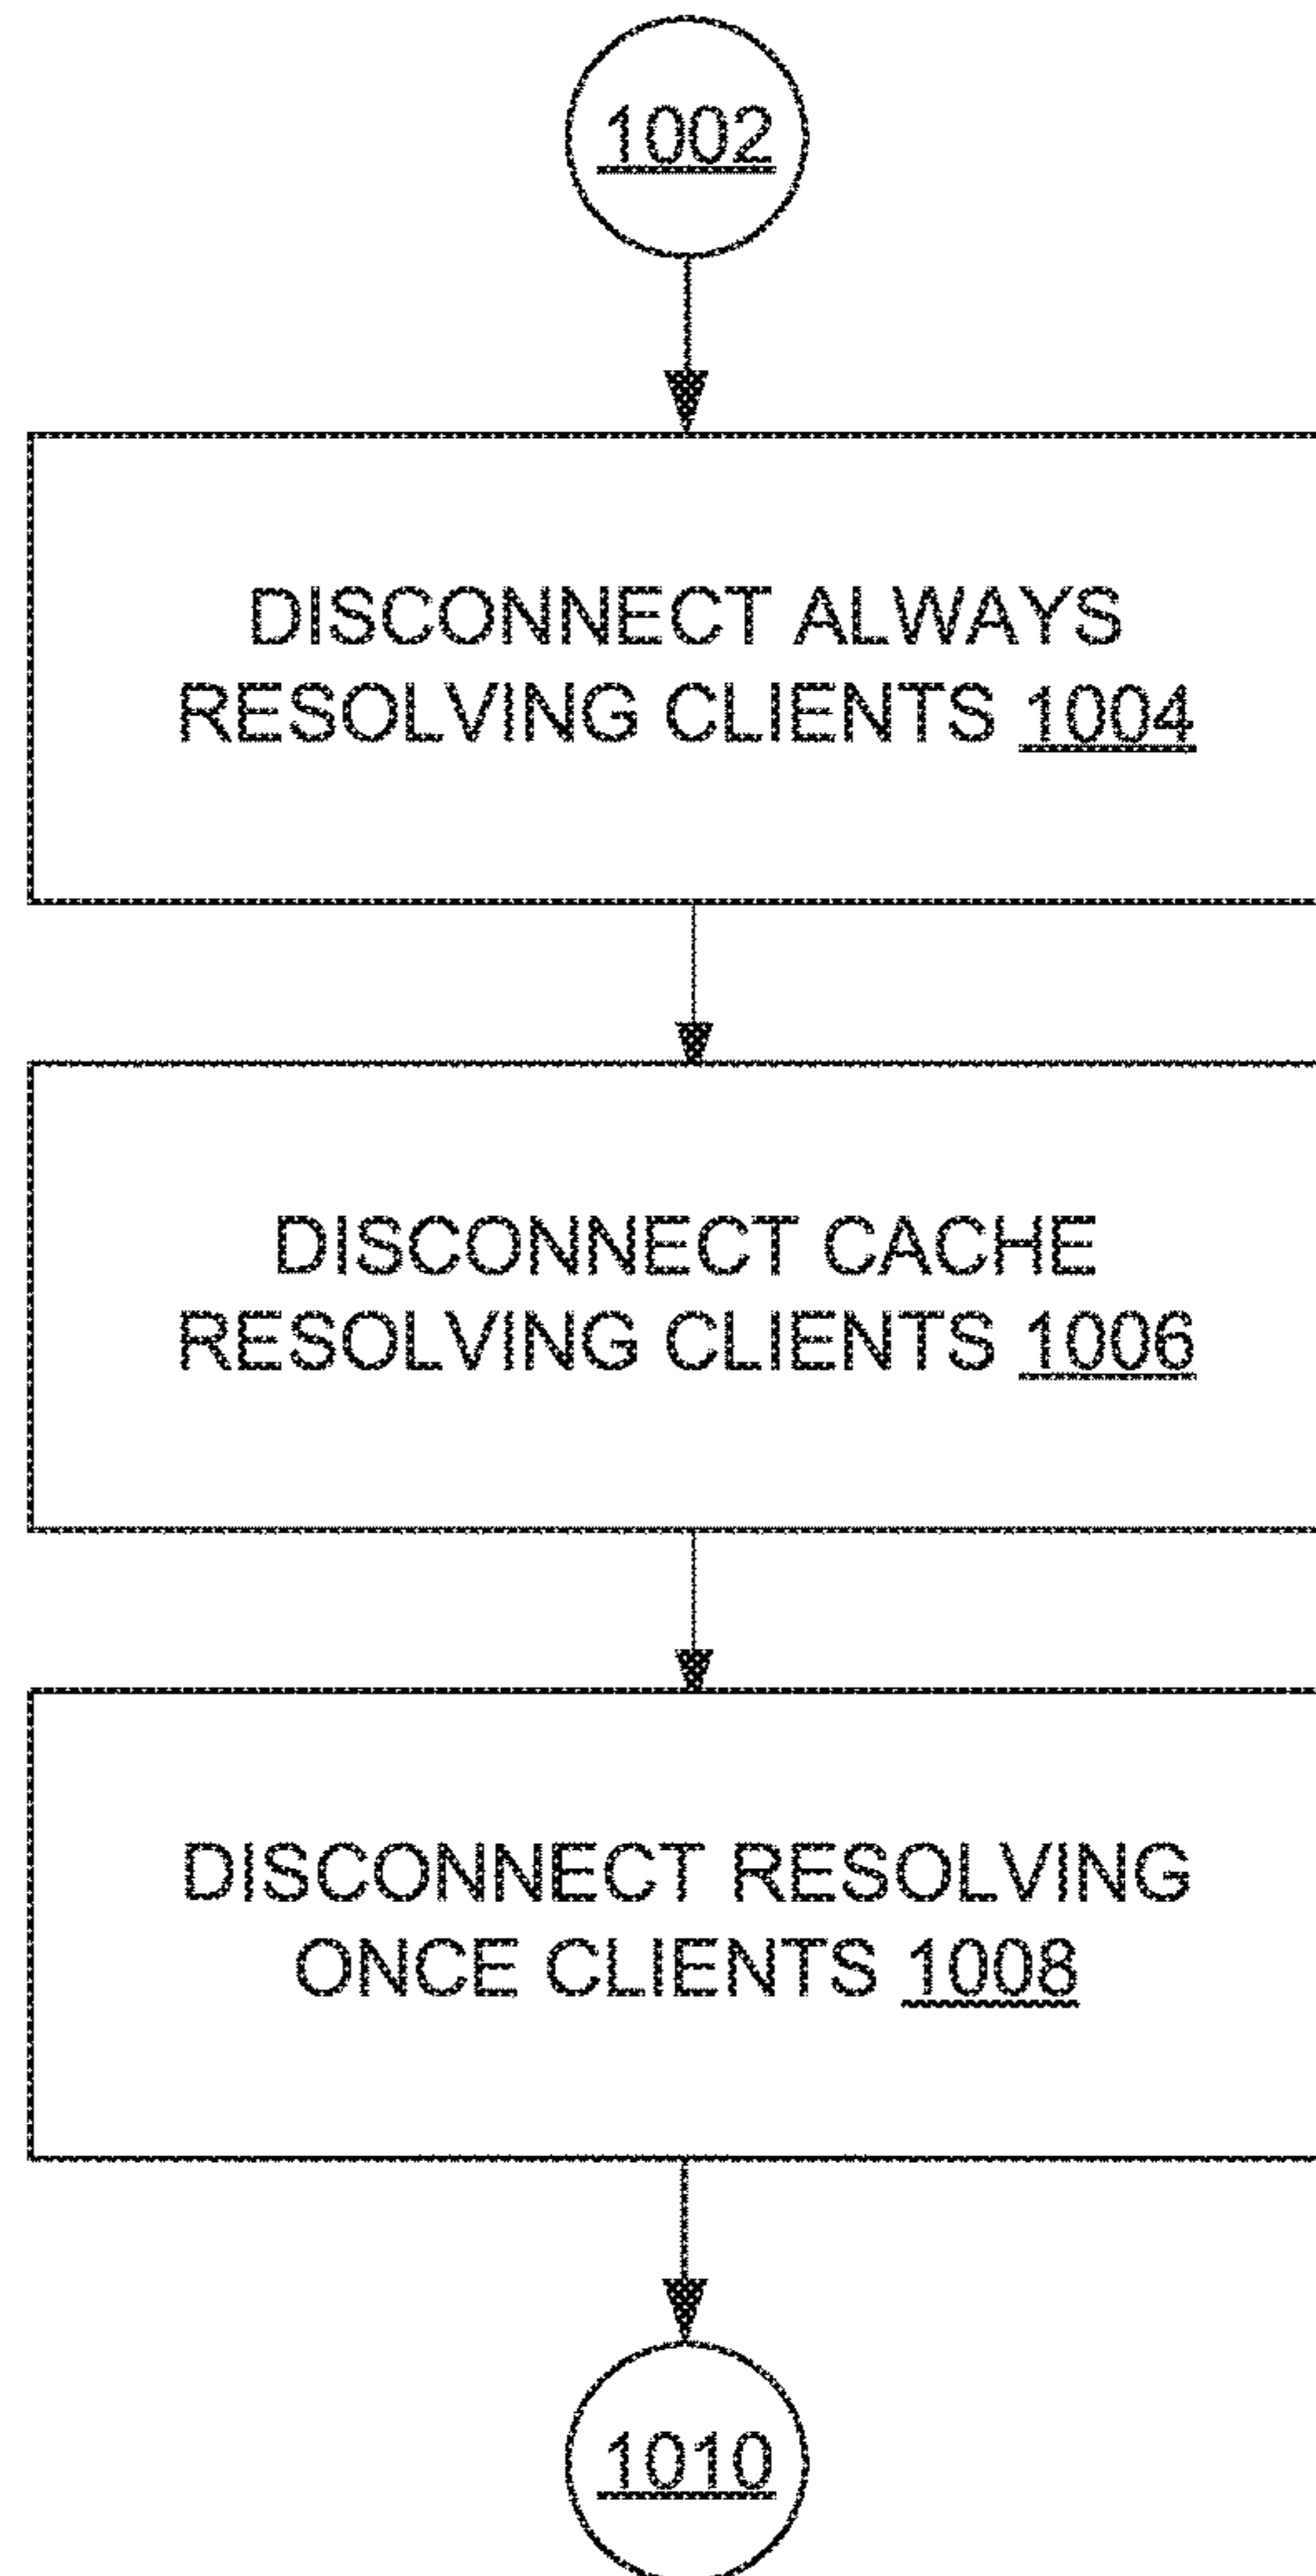 1002
DISCONNECT ALWAYS
RESOLVING CLIENTS 1004
DISCONNECT CACHE
RESOLVING CLIENTS 1006
DISCONNECT RESOLVING
ONCE CLIENTS 1008
1010